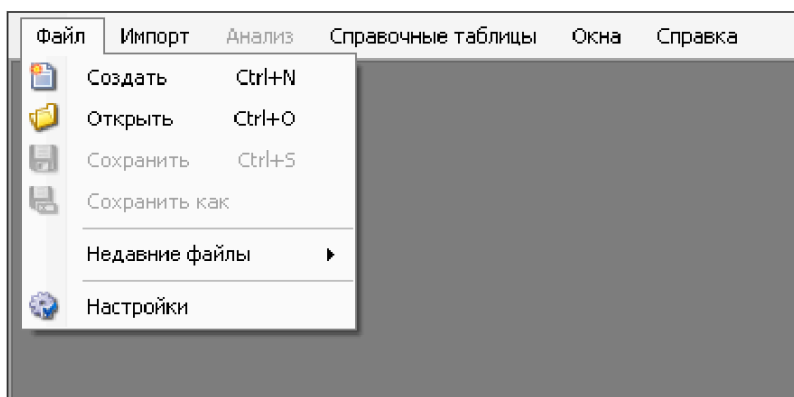 Файл Импорт Анализ Справочные таблицы Окна Справка
Создать Ctrl+N
Открыть Ctrl+O
Сохранить Ctrl+S
Сохранить как
Недавние файлы
Настройки